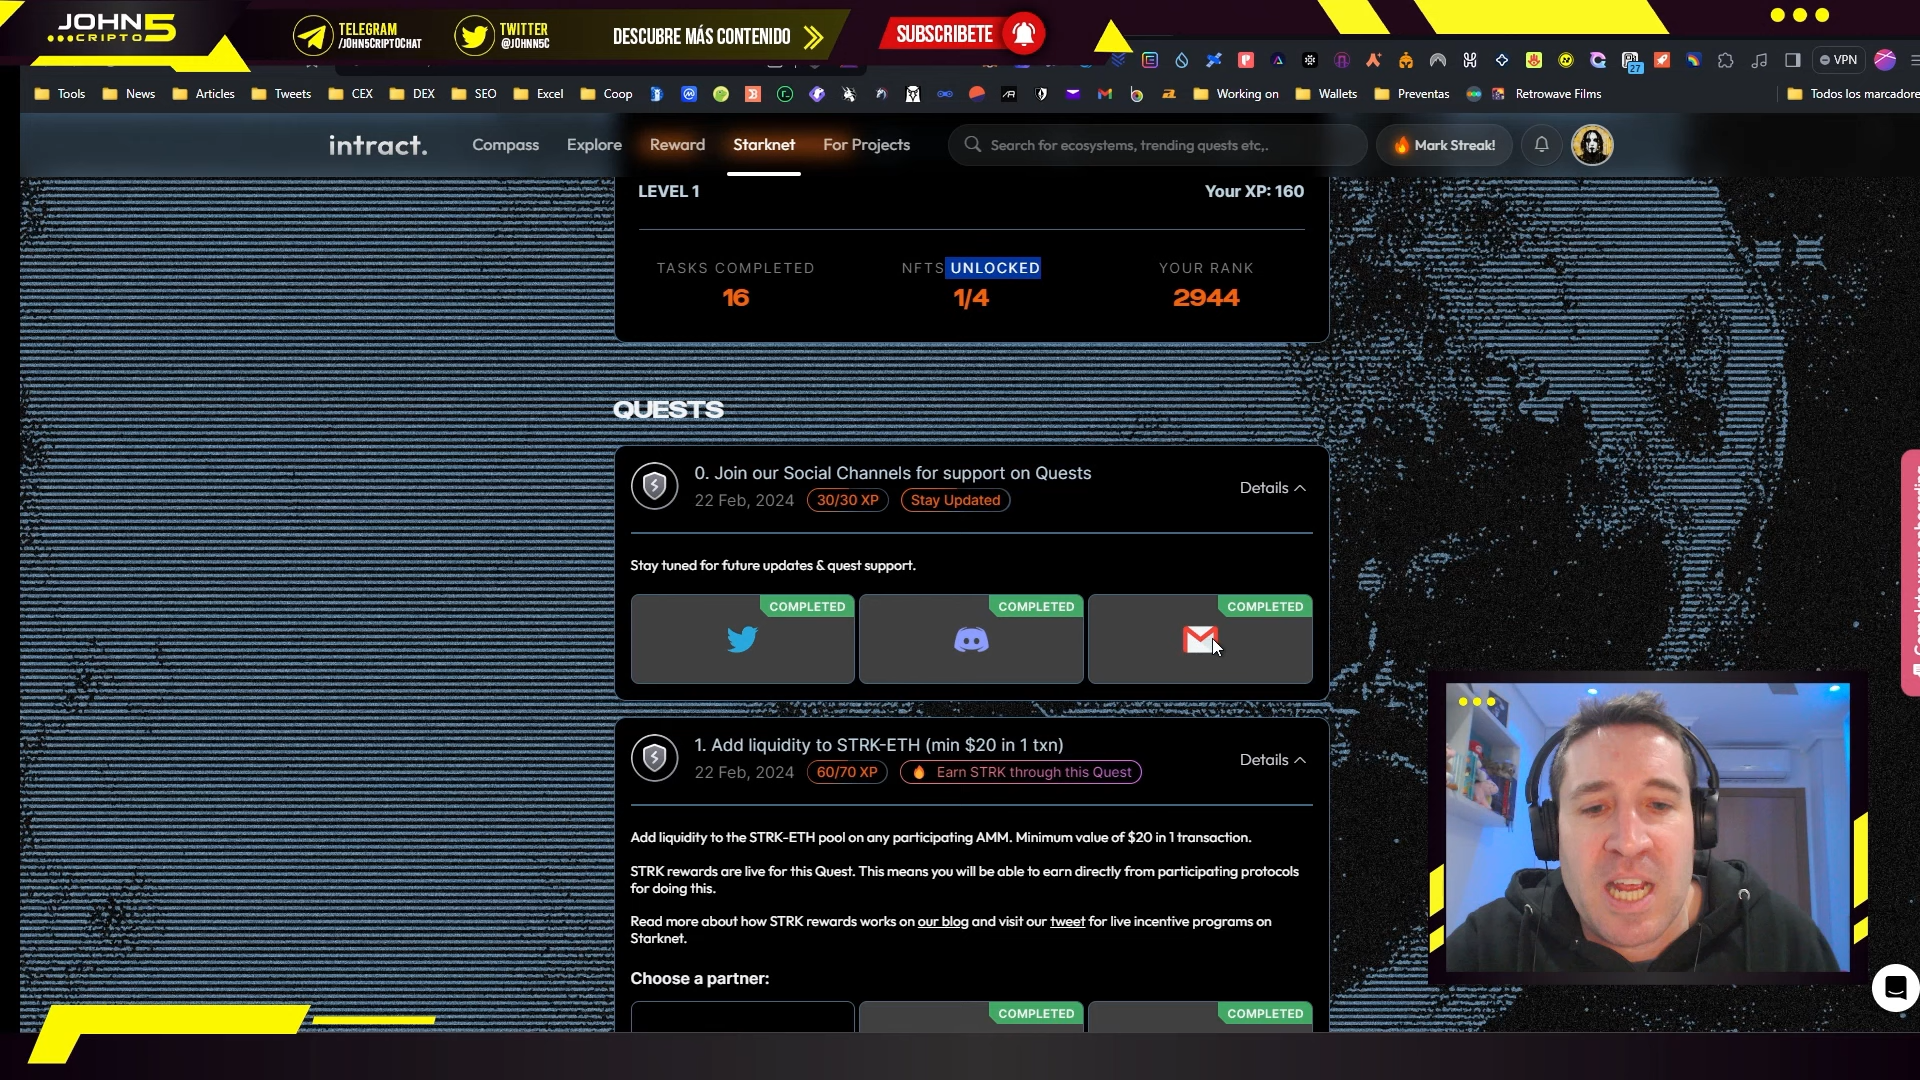 JOHN 5
CRIPTO
TELEGRAM
/JOHN5CRIPTOCHAT
TWITTER
@J0HNN5C
DESCUBRE MÁS CONTENIDO
SUBSCRIBETE
27
VPN
Tools
News
Articles
Tweets
CEX
DEX
SEO
Excel
Coop
Working on
Wallets
Preventas
Retrowave Films
Todos los marcadore
intract.
Compass
Explore
Reward
Starknet
For Projects
Search for ecosystems, trending quests etc,.
Mark Streak!
LEVEL 1
Your XP: 160
TASKS COMPLETED
NFTS UNLOCKED
YOUR RANK
16
1/4
2944
QUESTS
0. Join our Social Channels for support on Quests
22 Feb, 2024
30/30 XP
Stay Updated
Details
Stay tuned for future updates & quest support.
COMPLETED
COMPLETED
COMPLETED
1. Add liquidity to STRK-ETH (min $20 in 1 txn)
22 Feb, 2024
60/70 XP
Earn STRK through this Quest
Details
Add liquidity to the STRK-ETH pool on any participating AMM. Minimum value of $20 in 1 transaction.
STRK rewards are live for this Quest. This means you will be able to earn directly from participating protocols
for doing this.
Read more about how STRK rewards works on our blog and visit our tweet for live incentive programs on
Starknet.
Choose a partner:
COMPLETED
COMPLETED